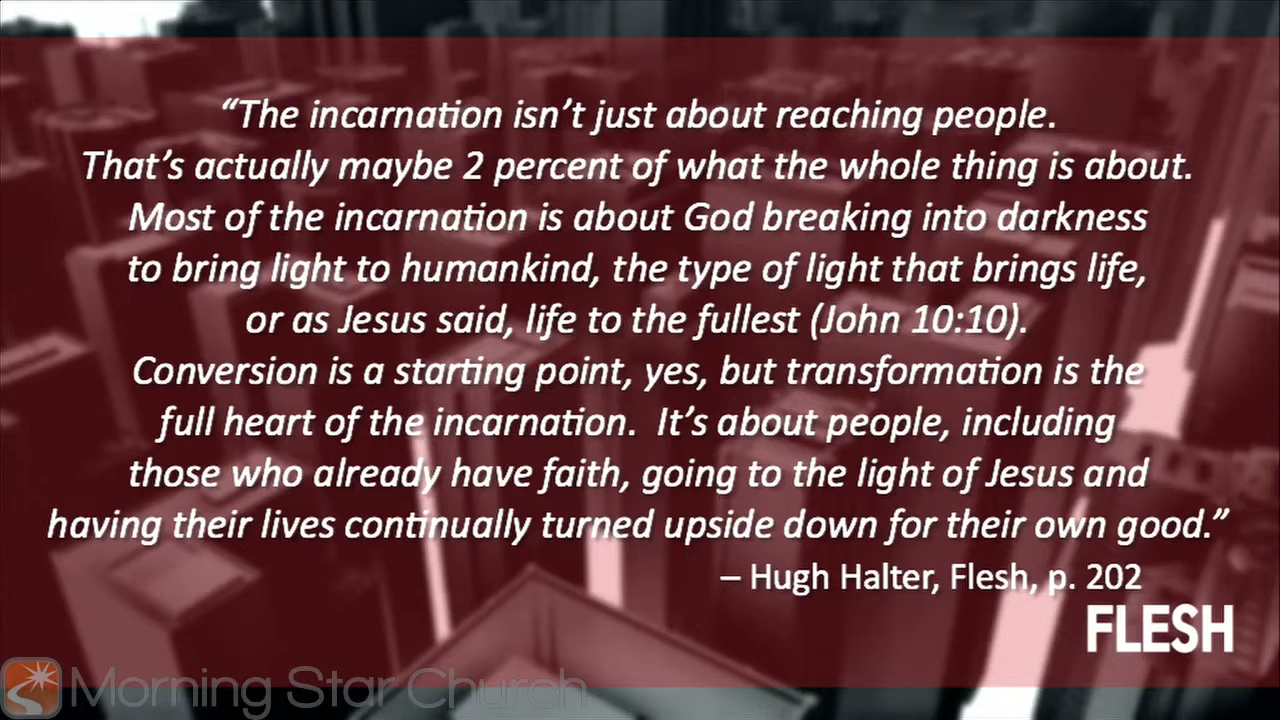 “The incarnation isn’t just about reaching people.
That’s actually maybe 2 percent of what the whole thing is about.
Most of the incarnation is about God breaking into darkness
to bring light to humankind, the type of light that brings life,
or as Jesus said, life to the fullest (John 10:10).
Conversion is a starting point, yes, but transformation is the
full heart of the incarnation.  It’s about people, including
those who already have faith, going to the light of Jesus and
having their lives continually turned upside down for their own good.”
– Hugh Halter, Flesh, p. 202
FLESH
Morning Star Church